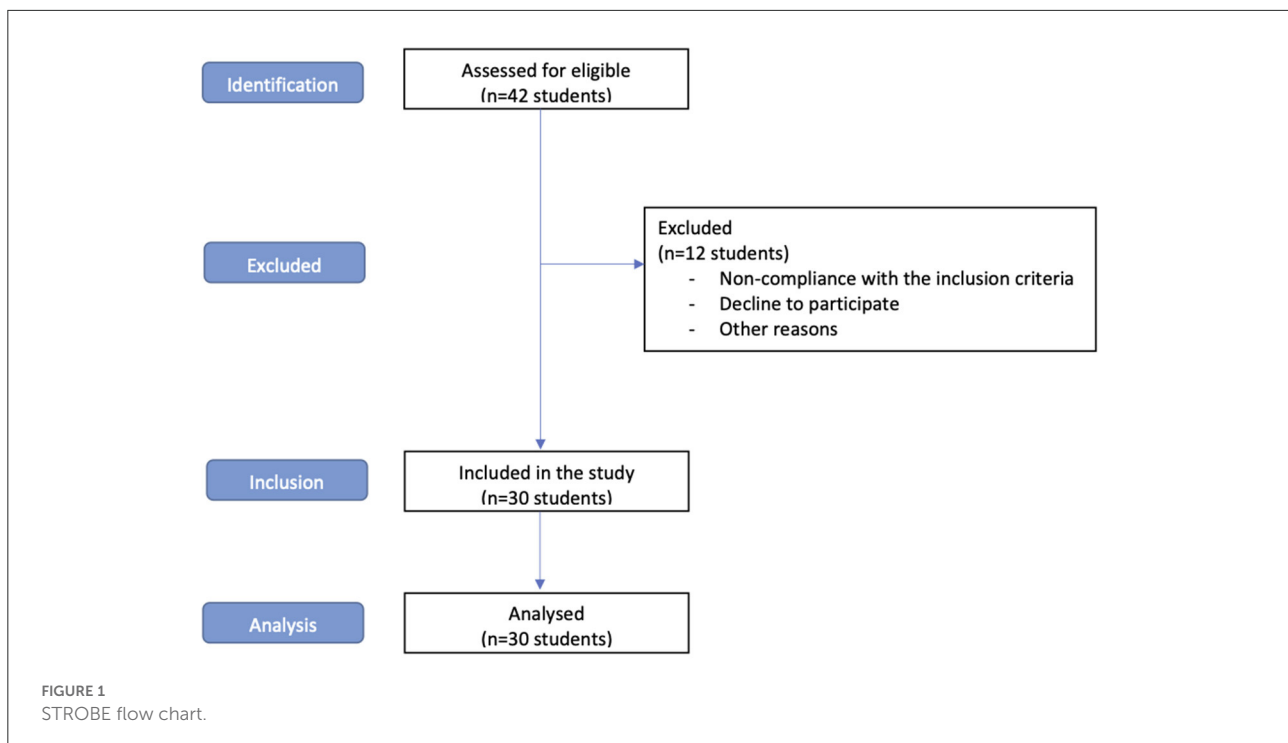 Identification
Assessed for eligible
(n=42 students)
Excluded
Excluded
(n=12 students)
- Non-compliance with the inclusion criteria
- Decline to participate
- Other reasons
Inclusion
Included in the study
(n=30 students)
Analysis
Analysed
(n=30 students)
FIGURE 1
STROBE flow chart.